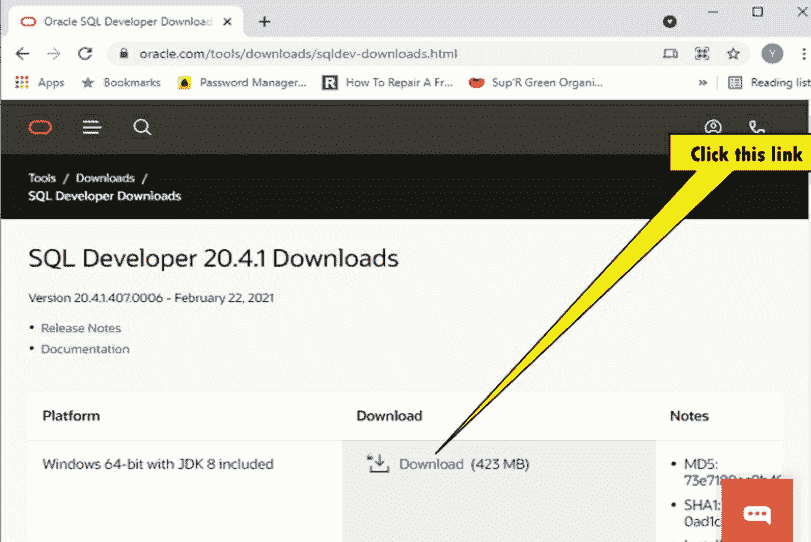 Oracle SQL Developer Download
oracle.com/tools/downloads/sqldev-downloads.html
Y
Apps Bookmarks Password Manager... R How To Repair A Fr... Sup'R Green Organi... » Reading list
Click this link
Tools / Downloads /
SQL Developer Downloads
SQL Developer 20.4.1 Downloads
Version 20.4.1.407.0006 - February 22, 2021
• Release Notes
• Documentation
Platform Download Notes
Windows 64-bit with JDK 8 included Download (423 MB) • MD5:
• SHA1:
0ad1c